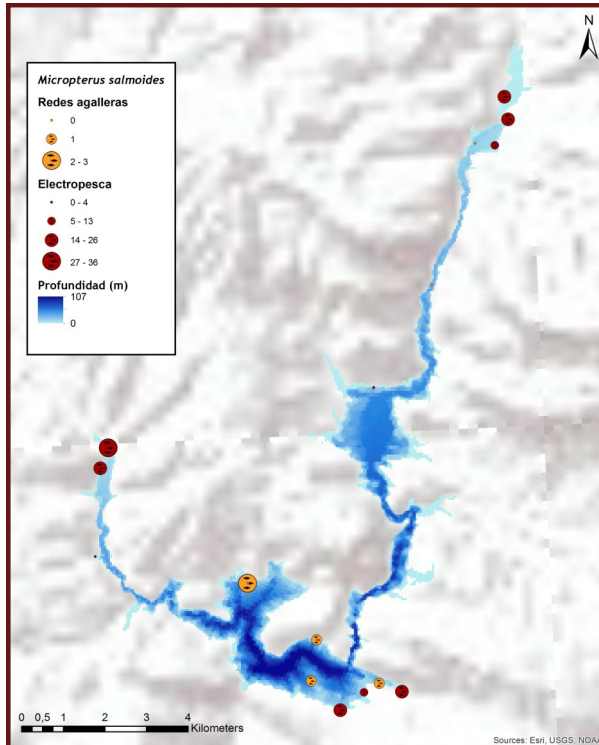 N
Micropterus salmoides
Redes agalleras
0
1
2 - 3
Electropesca
0 - 4
5 - 13
14 - 26
27 - 36
Profundidad (m)
107
0
0 0,5 1 2 3 4
Kilometers
Sources: Esri, USGS, NOAA